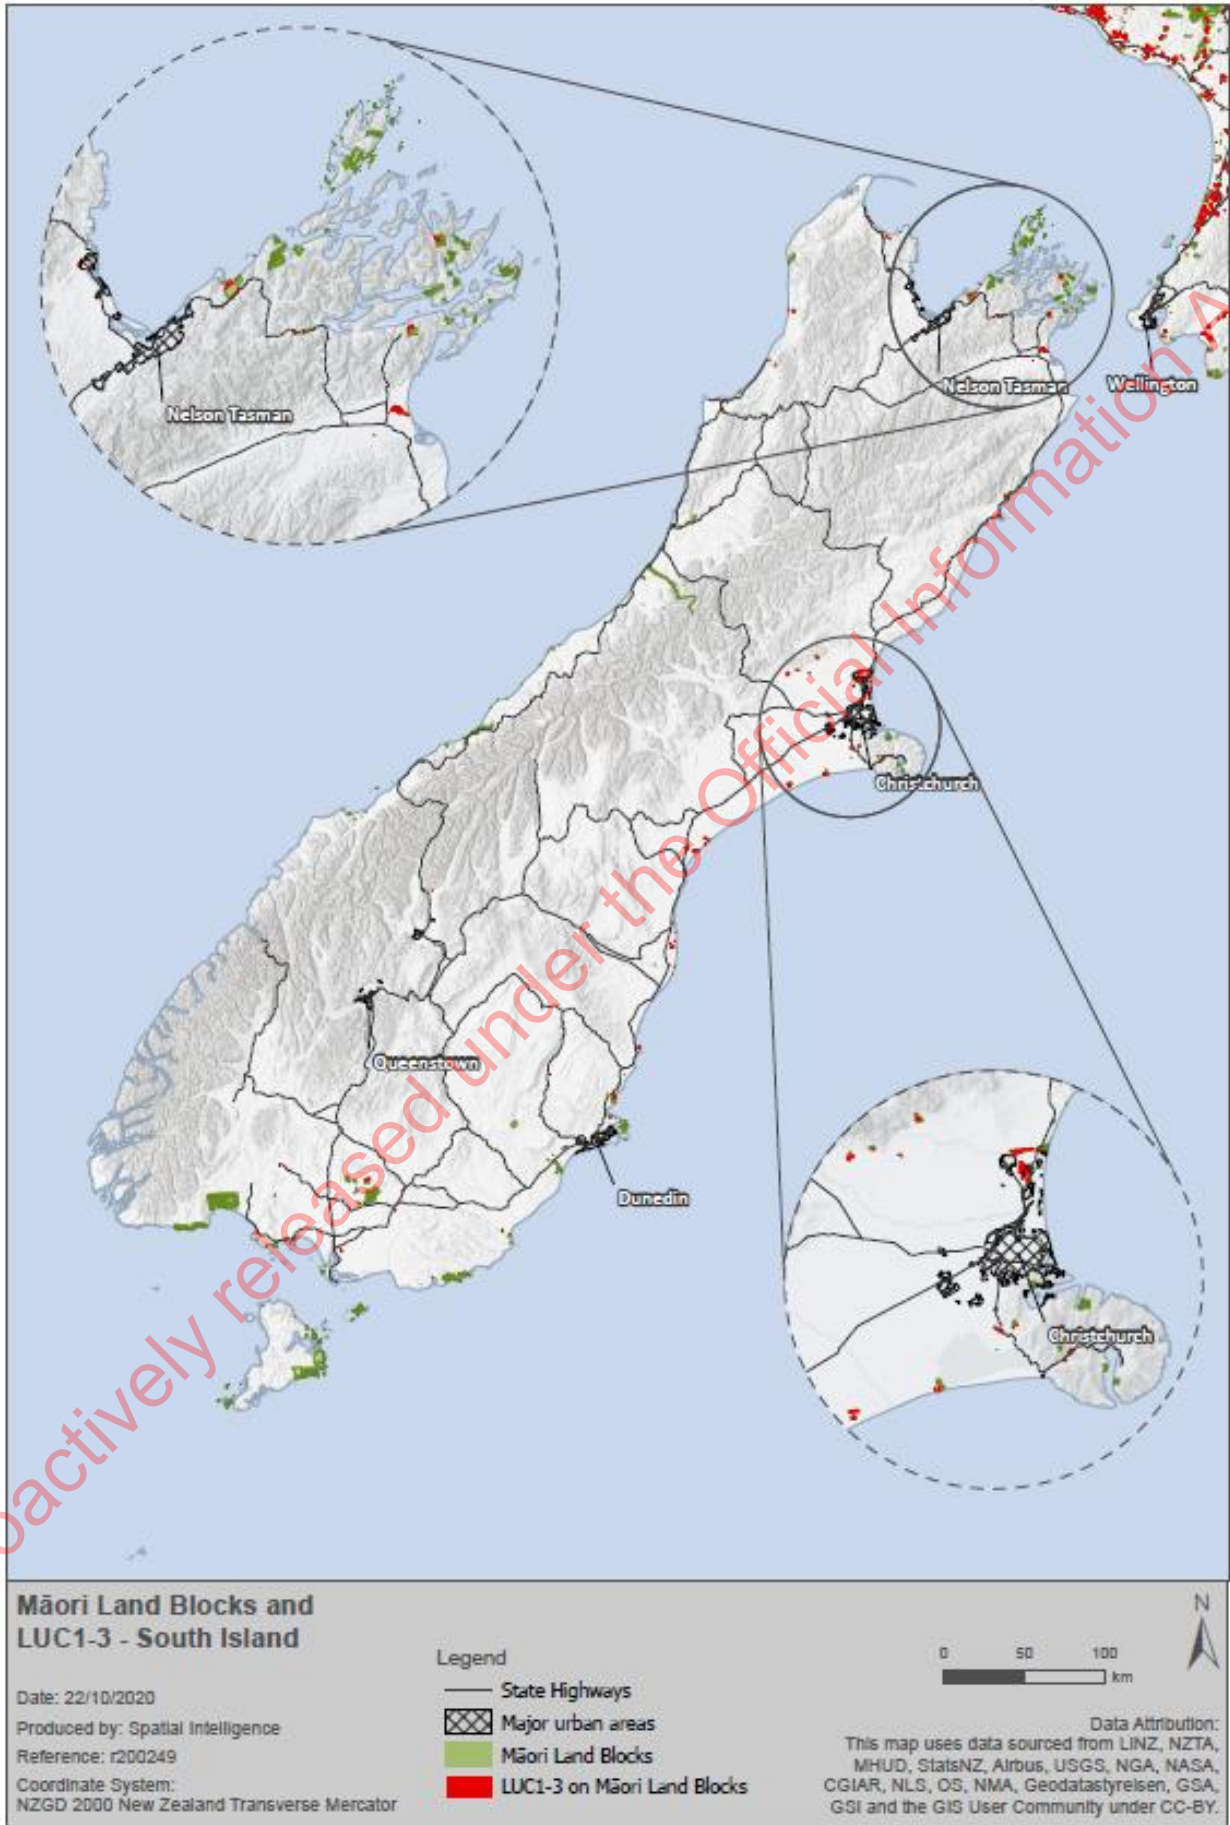 Nelson Tasman
Nelson Tasman
Wellington
Christchurch
Queenstown
Dunedin
Christchurch
oactively released under the Official Information A
Māori Land Blocks and
LUC1-3 - South Island
Date: 22/10/2020
Produced by: Spatial Intelligence
Reference: r200249
Coordinate System:
NZGD 2000 New Zealand Transverse Mercator
Legend
State Highways
Major urban areas
Māori Land Blocks
LUC1-3 on Māori Land Blocks
N
0 50 100
km
Data Attribution:
This map uses data sourced from LINZ, NZTA,
MHUD, StatsNZ, Airbus, USGS, NGA, NASA,
CGIAR, NLS, OS, NMA, Geodatastyrelsen, GSA,
GSI and the GIS User Community under CC-BY.